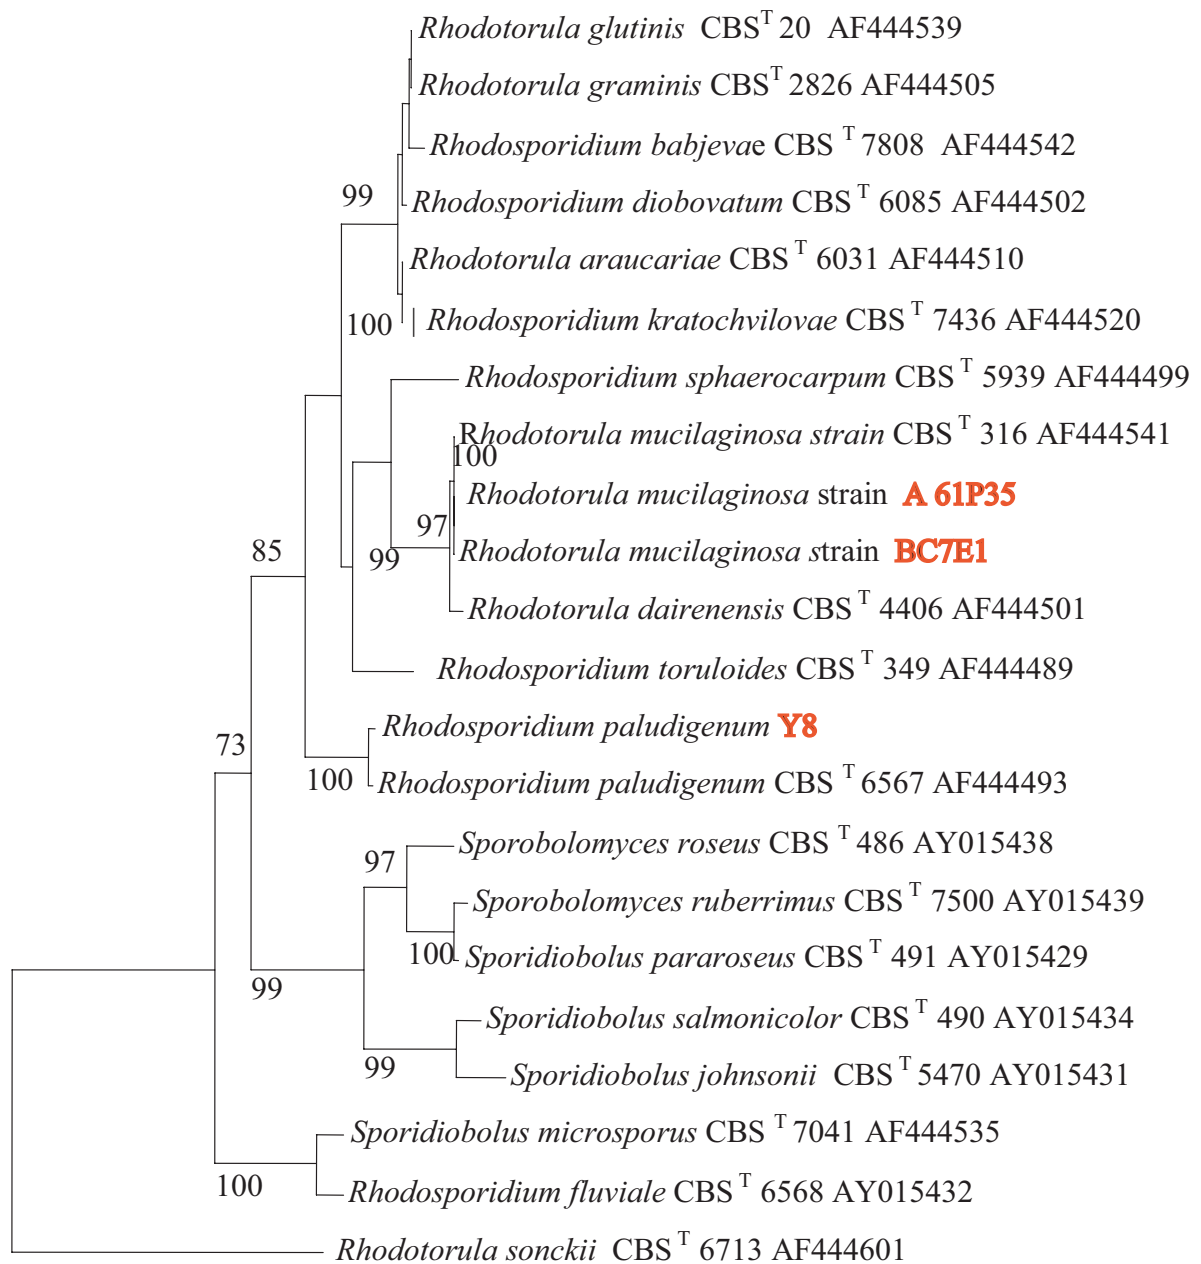 Rhodotorula glutinis CBS T 20 AF444539
Rhodotorula graminis CBS T 2826 AF444505
Rhodosporidium babjevae CBS T 7808 AF444542
99
Rhodosporidium diobovatum CBS T 6085 AF444502
Rhodotorula araucariae CBS T 6031 AF444510
100 | Rhodosporidium kratochvilovae CBS T 7436 AF444520
Rhodosporidium sphaerocarpum CBS T 5939 AF444499
Rhodotorula mucilaginosa strain CBS T 316 AF444541
100
Rhodotorula mucilaginosa strain A 61P35
97
Rhodotorula mucilaginosa strain BC7E1
85
99
Rhodotorula dairenensis CBS T 4406 AF444501
Rhodosporidium toruloides CBS T 349 AF444489
Rhodosporidium paludigenum Y8
73
100
Rhodosporidium paludigenum CBS T 6567 AF444493
Sporobolomyces roseus CBS T 486 AY015438
97
Sporobolomyces ruberrimus CBS T 7500 AY015439
100
Sporidiobolus pararoseus CBS T 491 AY015429
99
Sporidiobolus salmonicolor CBS T 490 AY015434
99
Sporidiobolus johnsonii CBS T 5470 AY015431
Sporidiobolus microsporus CBS T 7041 AF444535
100
Rhodosporidium fluviale CBS T 6568 AY015432
Rhodotorula sonckii CBS T 6713 AF444601